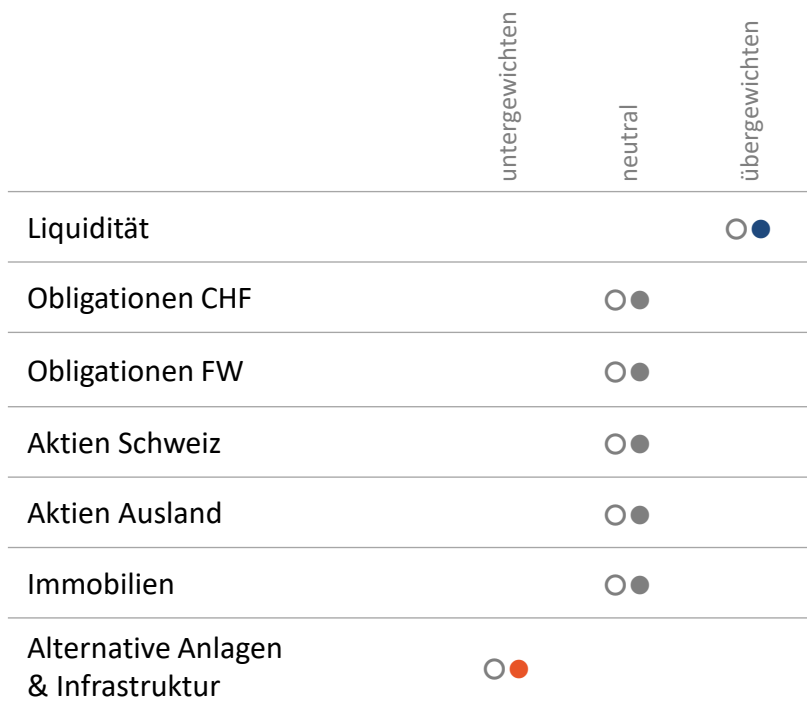 untergewichten
neutral
übergewichten
Liquidität
Obligationen CHF
Obligationen FW
Aktien Schweiz
Aktien Ausland
Immobilien
Alternative Anlagen
& Infrastruktur